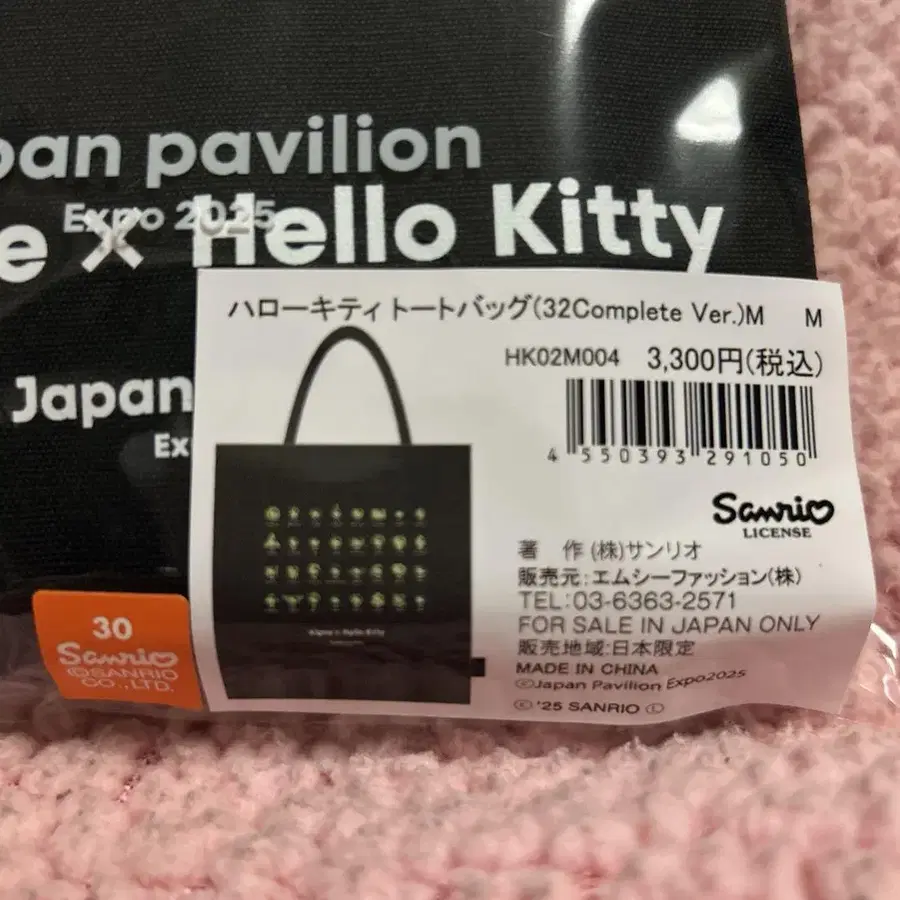 pan pavilion
Expo 2025
e × Hello Kitty
Japan
Ex
ハローキティ トートバッグ(32Complete Ver.)M M
HK02M004 3,300円(税込)
4 550393 291050
Sanrio
LICENSE
著 作 (株)サンリオ
販売元:エムシーファッション(株)
TEL:03-6363-2571
FOR SALE IN JAPAN ONLY
販売地域:日本限定
MADE IN CHINA
©Japan Pavilion Expo2025
© '25 SANRIO Ⓛ
30
Sanrio
©SANRIO
CO.,LTD.